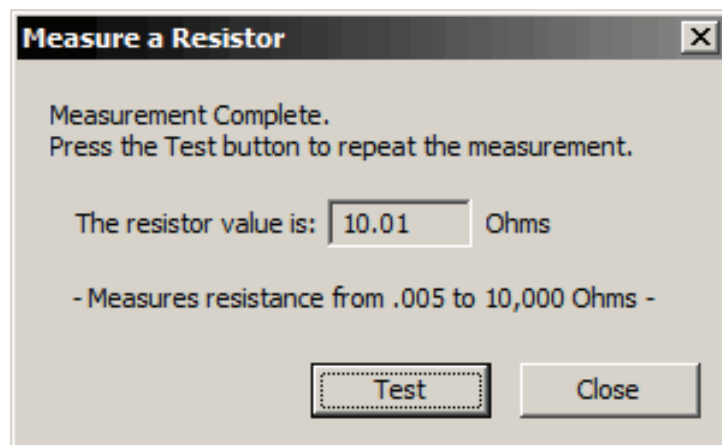 Measure a Resistor
Measurement Complete.
Press the Test button to repeat the measurement.
The resistor value is: 10.01 Ohms
- Measures resistance from .005 to 10,000 Ohms -
Test Close